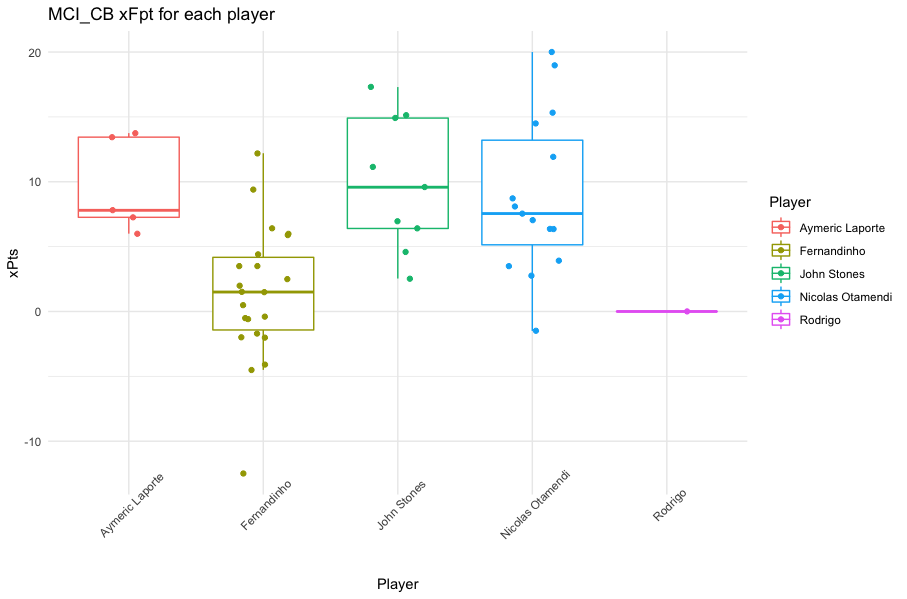 MCI_CB xFpt for each player
20
10
0
-10
xPts
Aymeric Laporte
Fernandinho
John Stones
Nicolas Otamendi
Rodrigo
Player
Player
Aymeric Laporte
Fernandinho
John Stones
Nicolas Otamendi
Rodrigo